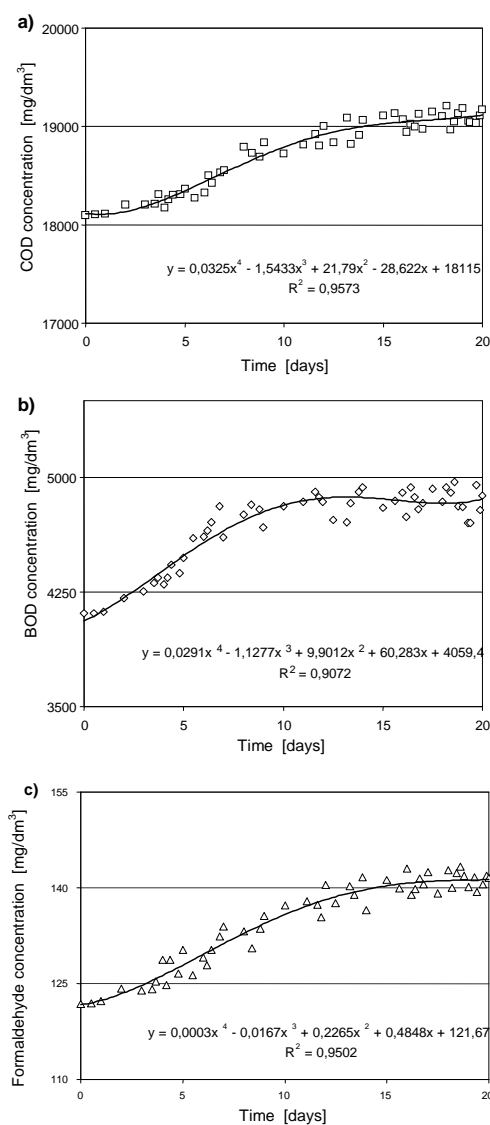 a)
COD concentration [mg/dm³]
20000
19000
18000
17000
y = 0,0325x⁴ - 1,5433x³ + 21,79x² - 28,622x + 18115
R² = 0,9573
0 5 10 15 20
Time [days]
b)
BOD concentration [mg/dm³]
5000
4250
3500
y = 0,0291x ⁴ - 1,1277x ³ + 9,9012x ² + 60,283x + 4059,4
R² = 0,9072
0 5 10 15 20
Time [days]
c)
Formaldehyde concentration [mg/dm³]
155
140
125
110
y = 0,0003x ⁴ - 0,0167x ³ + 0,2265x ² + 0,4848x + 121,67
R² = 0,9502
0 5 10 15 20
Time [days]